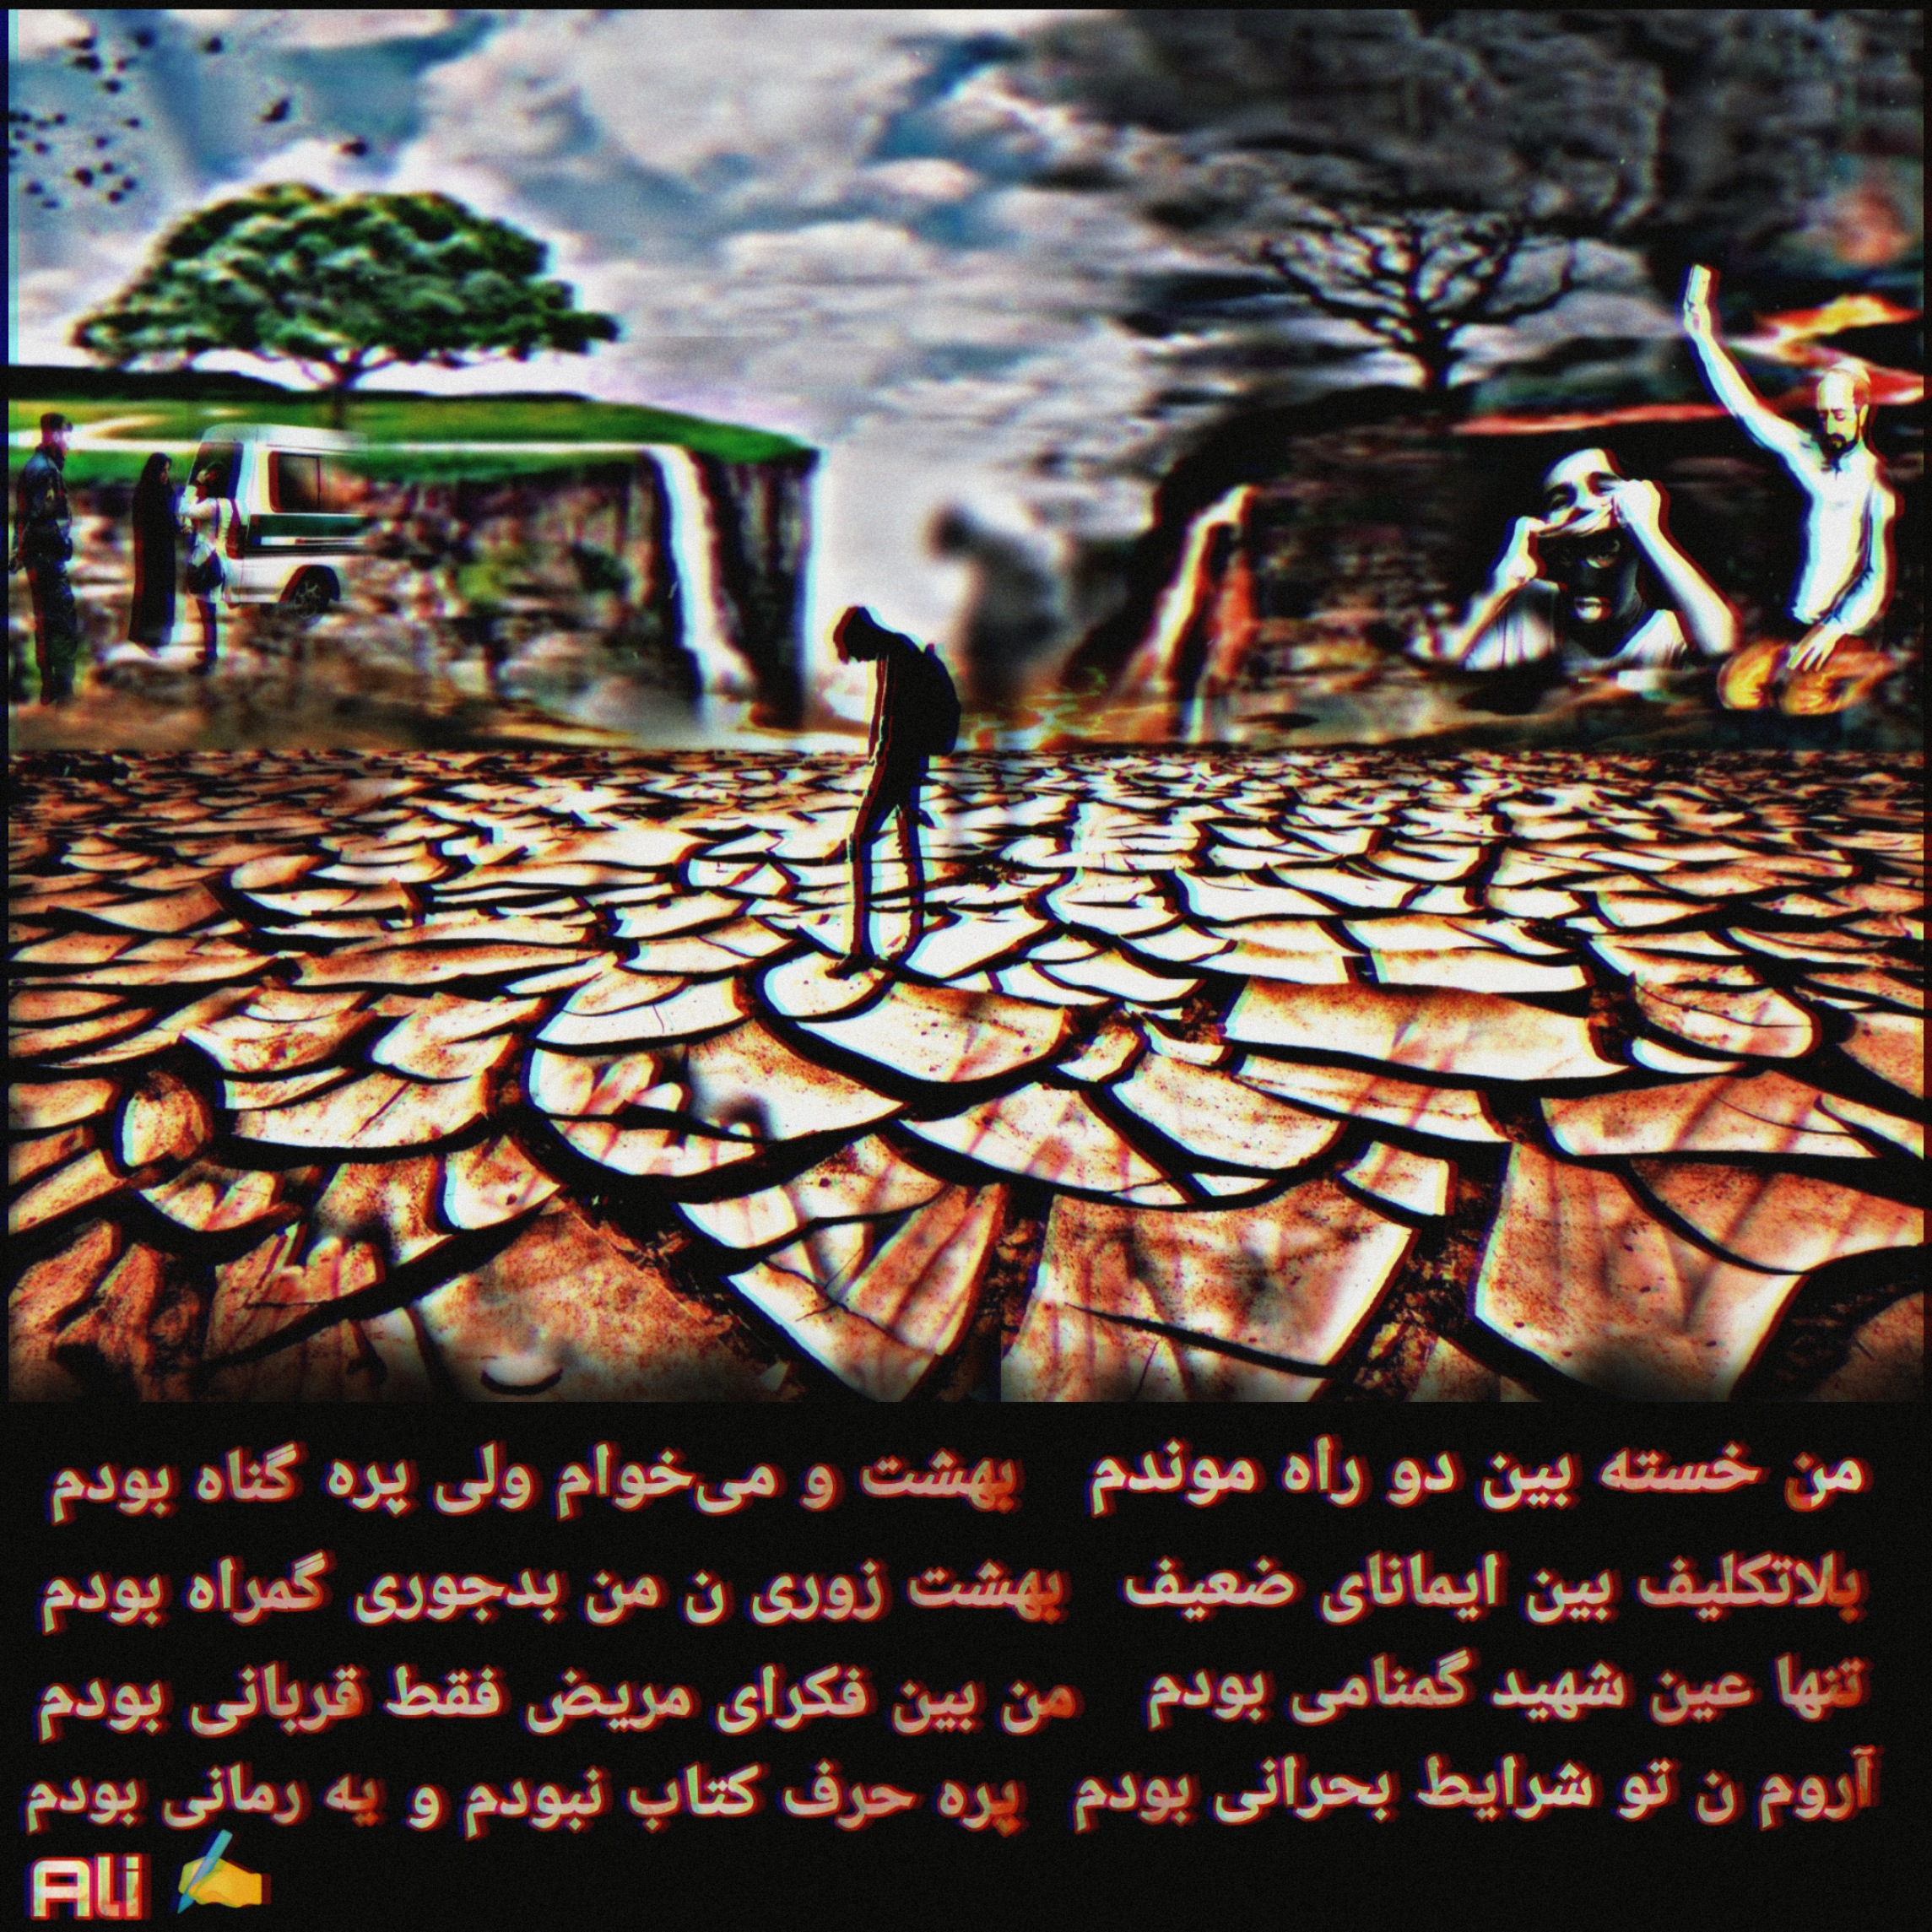 من خسته بین دو راه موندم بهشت و می‌خوام ولی پره گناه بودم
بلاتکلیف بین ایمانای ضعیف بهشت زوری ن من بدجوری گمراه بودم
تنها عین شهید گمنامی بودم من بین فکرای مریض فقط قربانی بودم
آروم ن تو شرایط بحرانی بودم پره حرف کتاب نبودم و یه رمانی بودم
Ali ✍